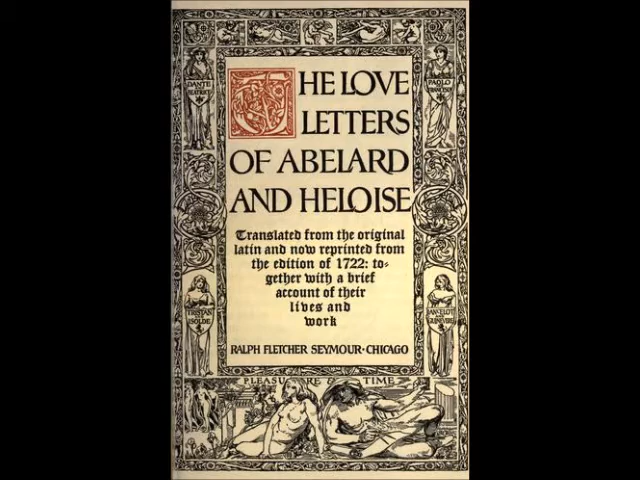 THE LOVE
LETTERS
OF ABELARD
AND HELOISE
Translated from the original
latin and now reprinted from
the edition of 1722: to-
gether with a brief
account of their
lives and
work
RALPH FLETCHER SEYMOUR·CHICAGO
DANTE
BEATRICE
PAOLO
FRANCESCA
TRISTAN
ISOLDE
LANCELOT
GUINEVERE
PLEASURE & TIME